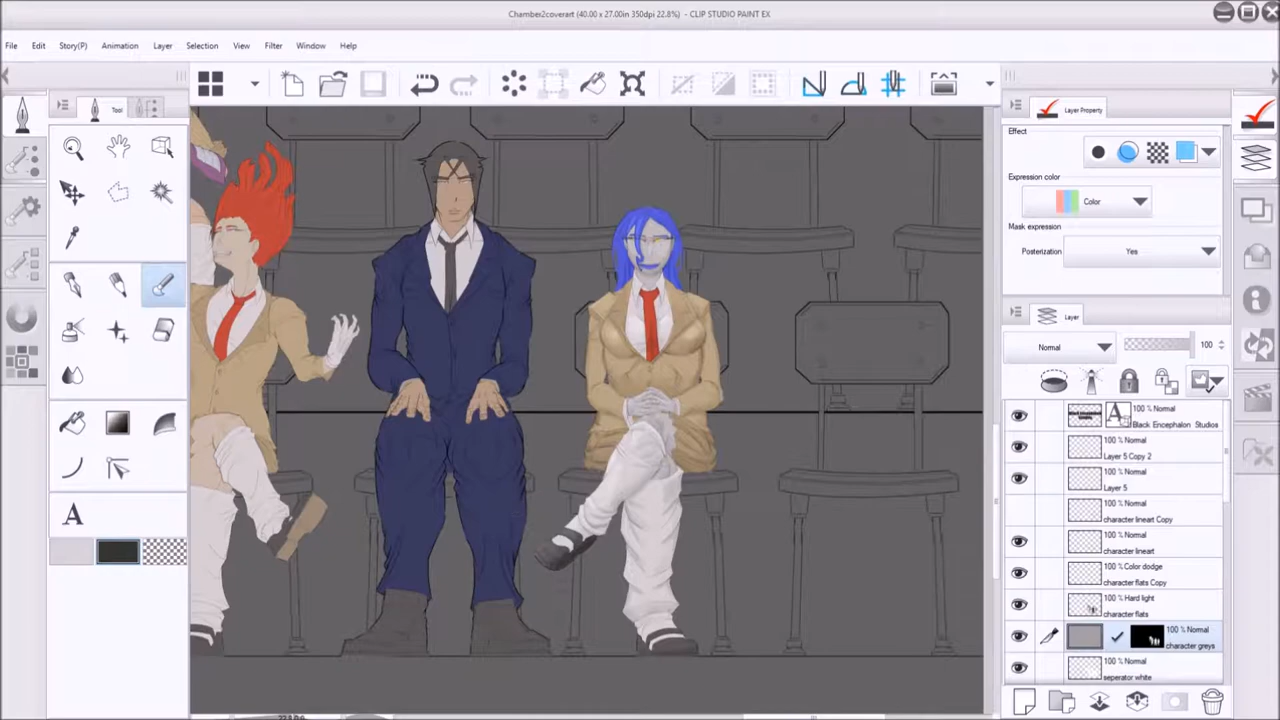 Chamber2coverart (40.00 x 27.00in 350dpi 22.8%) - CLIP STUDIO PAINT EX
File Edit Story(P) Animation Layer Selection View Filter Window Help
Tool
Layer Property
Effect
Expression color
Color
Mask expression
Posterization Yes
Layer
Normal 100
100 % Normal
Black Encephalon Studios
100 % Normal
Layer 5 Copy 2
100 % Normal
Layer 5
100 % Normal
character lineart Copy
100 % Normal
character lineart
100 % Color dodge
character flats Copy
100 % Hard light
character flats
100 % Normal
character greys
100 % Normal
seperator white
A